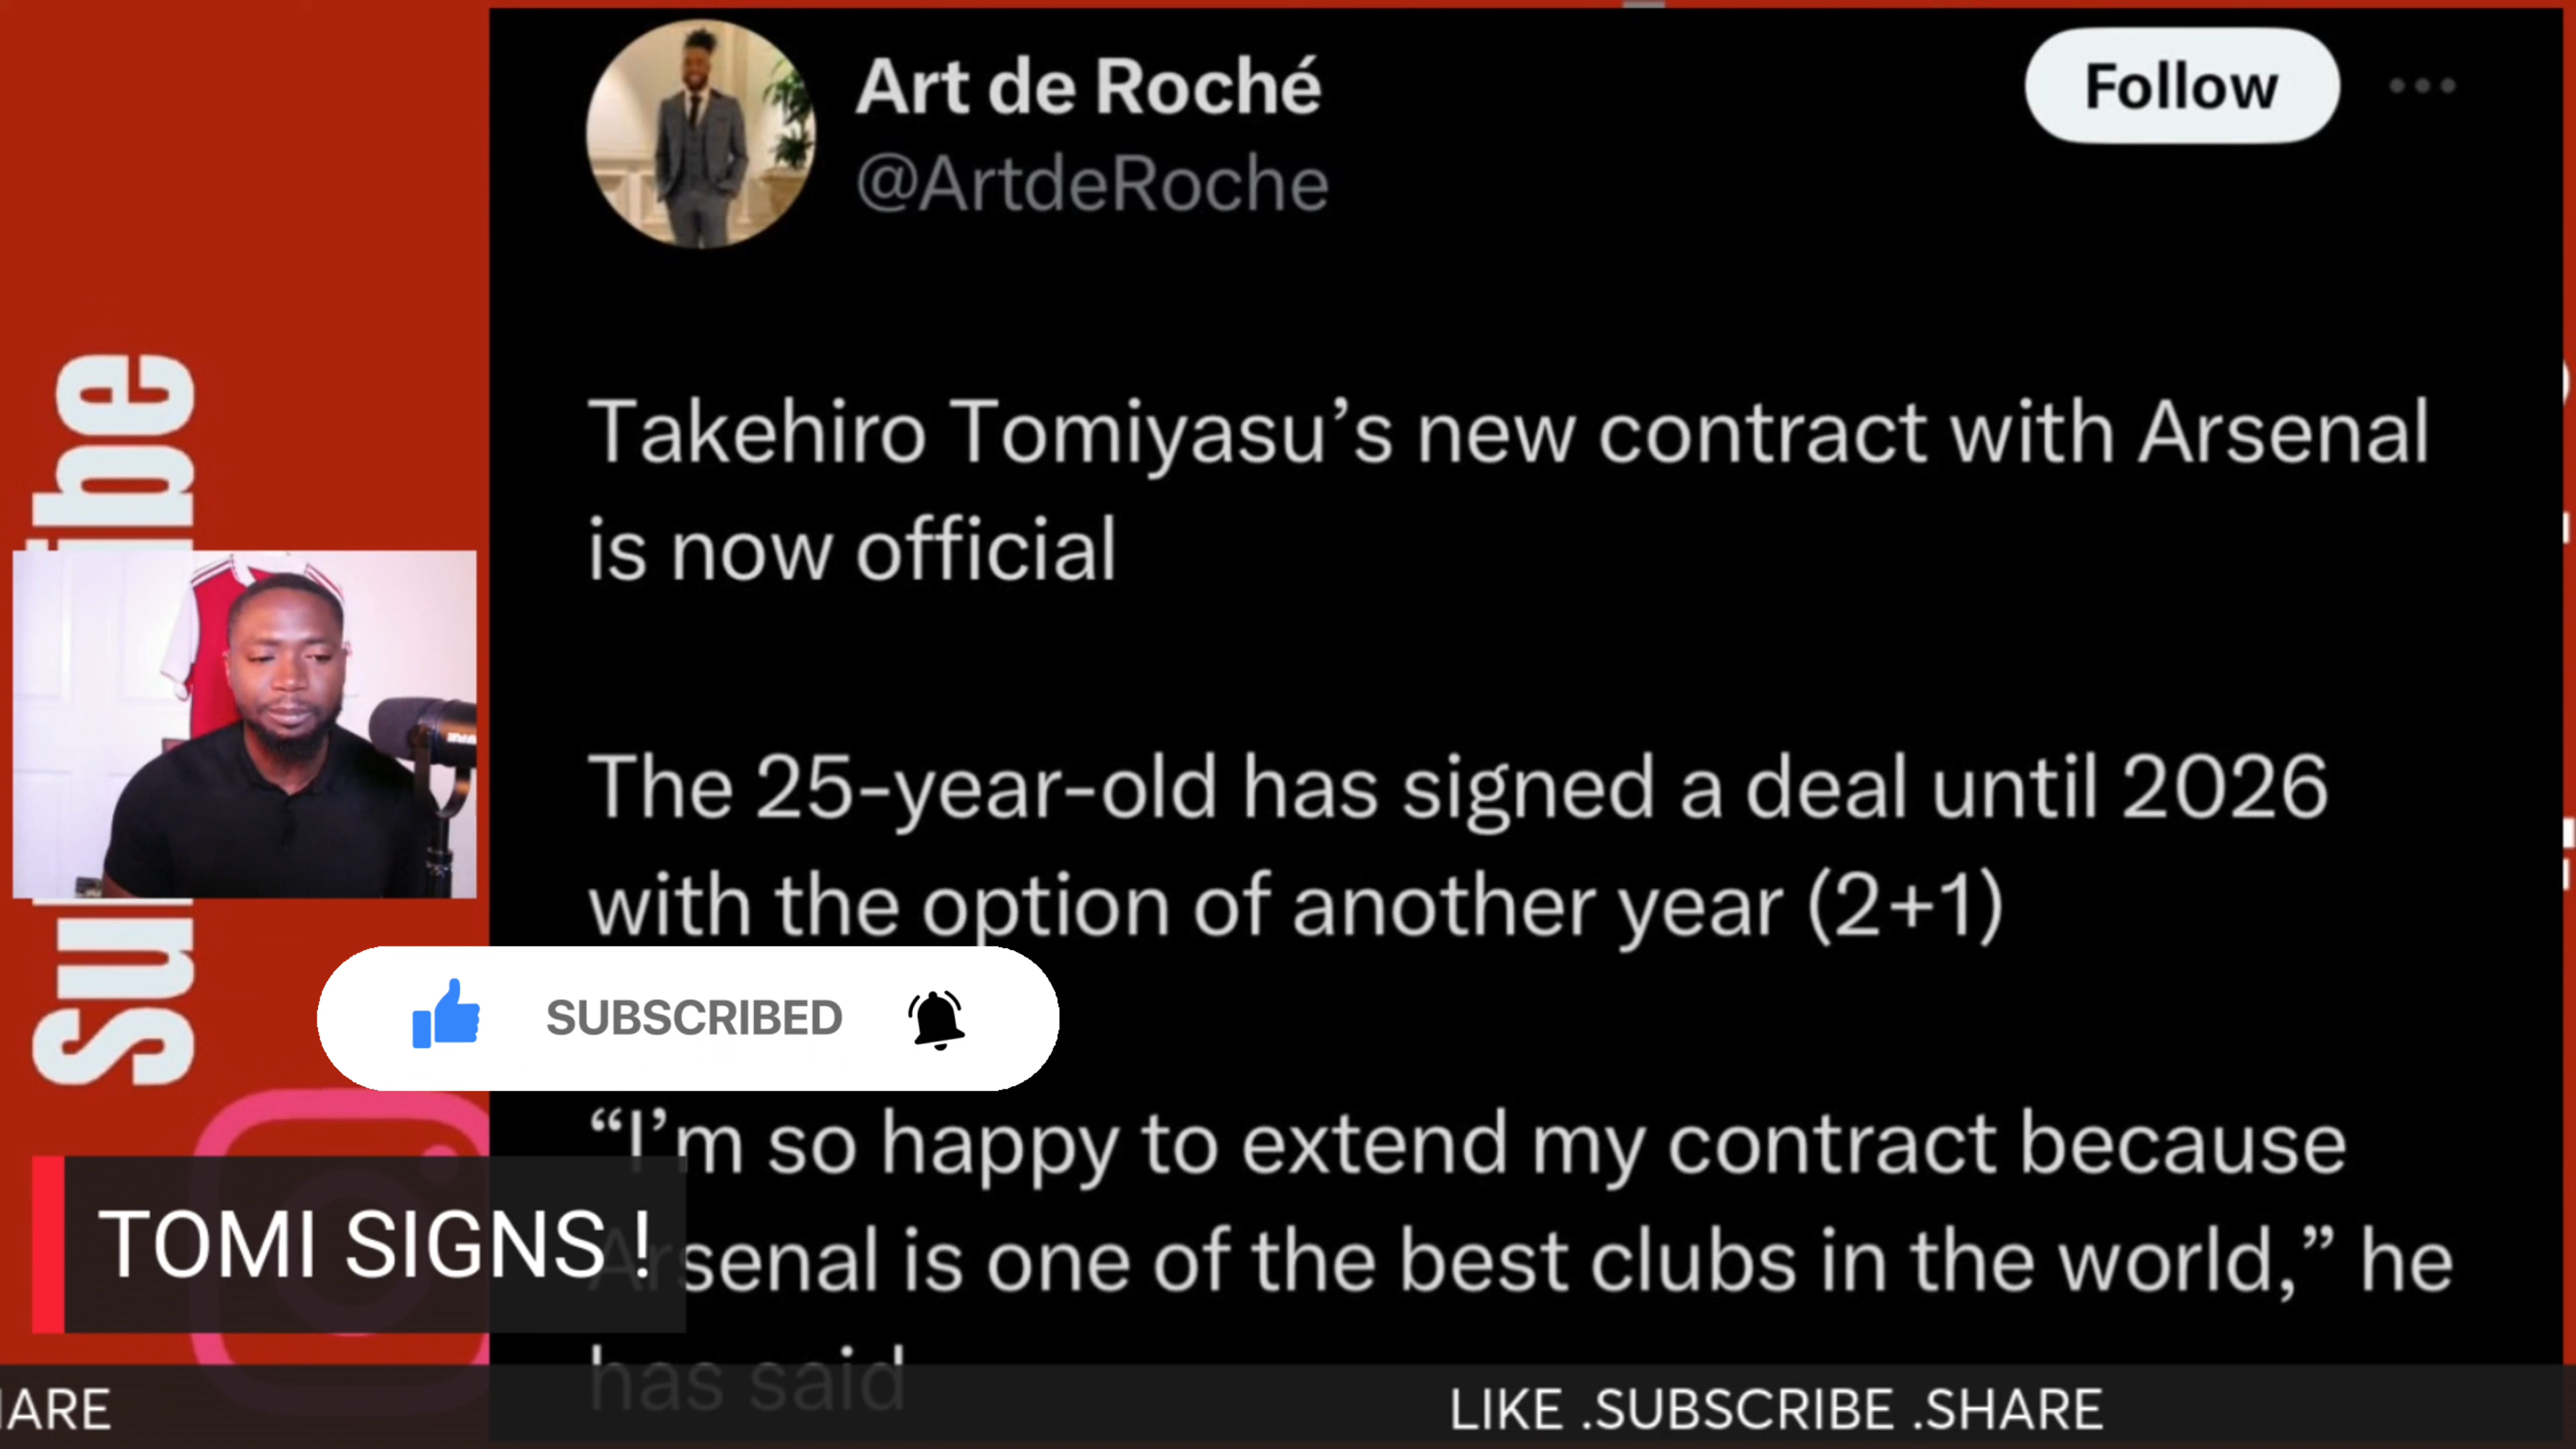 Art de Roché
@ArtdeRoche
Follow
Takehiro Tomiyasu’s new contract with Arsenal
is now official
The 25-year-old has signed a deal until 2026
with the option of another year (2+1)
SUBSCRIBED
“I’m so happy to extend my contract because
Arsenal is one of the best clubs in the world,” he
has said
TOMI SIGNS !
LIKE .SUBSCRIBE .SHARE